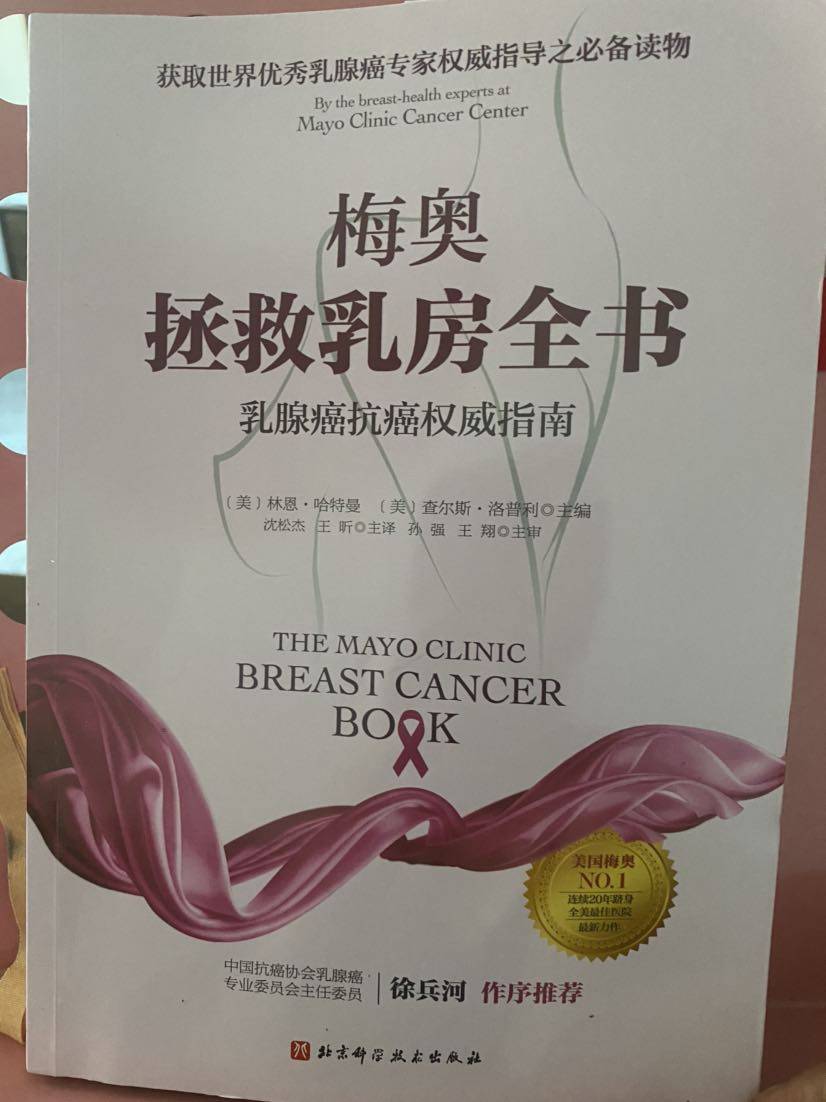 获取世界优秀乳腺癌专家权威指导之必备读物
By the breast-health experts at
Mayo Clinic Cancer Center
梅奥
拯救乳房全书
乳腺癌抗癌权威指南
〔美〕林恩·哈特曼 〔美〕查尔斯·洛普利◎主编
沈松杰 王 昕◎主译 孙 强 王 翔◎主审
THE MAYO CLINIC
BREAST CANCER
BOOK
美国梅奥
NO.1
连续20年跻身
全美最佳医院
最新力作
中国抗癌协会乳腺癌
专业委员会主任委员
徐兵河 作序推荐
北京科学技术出版社